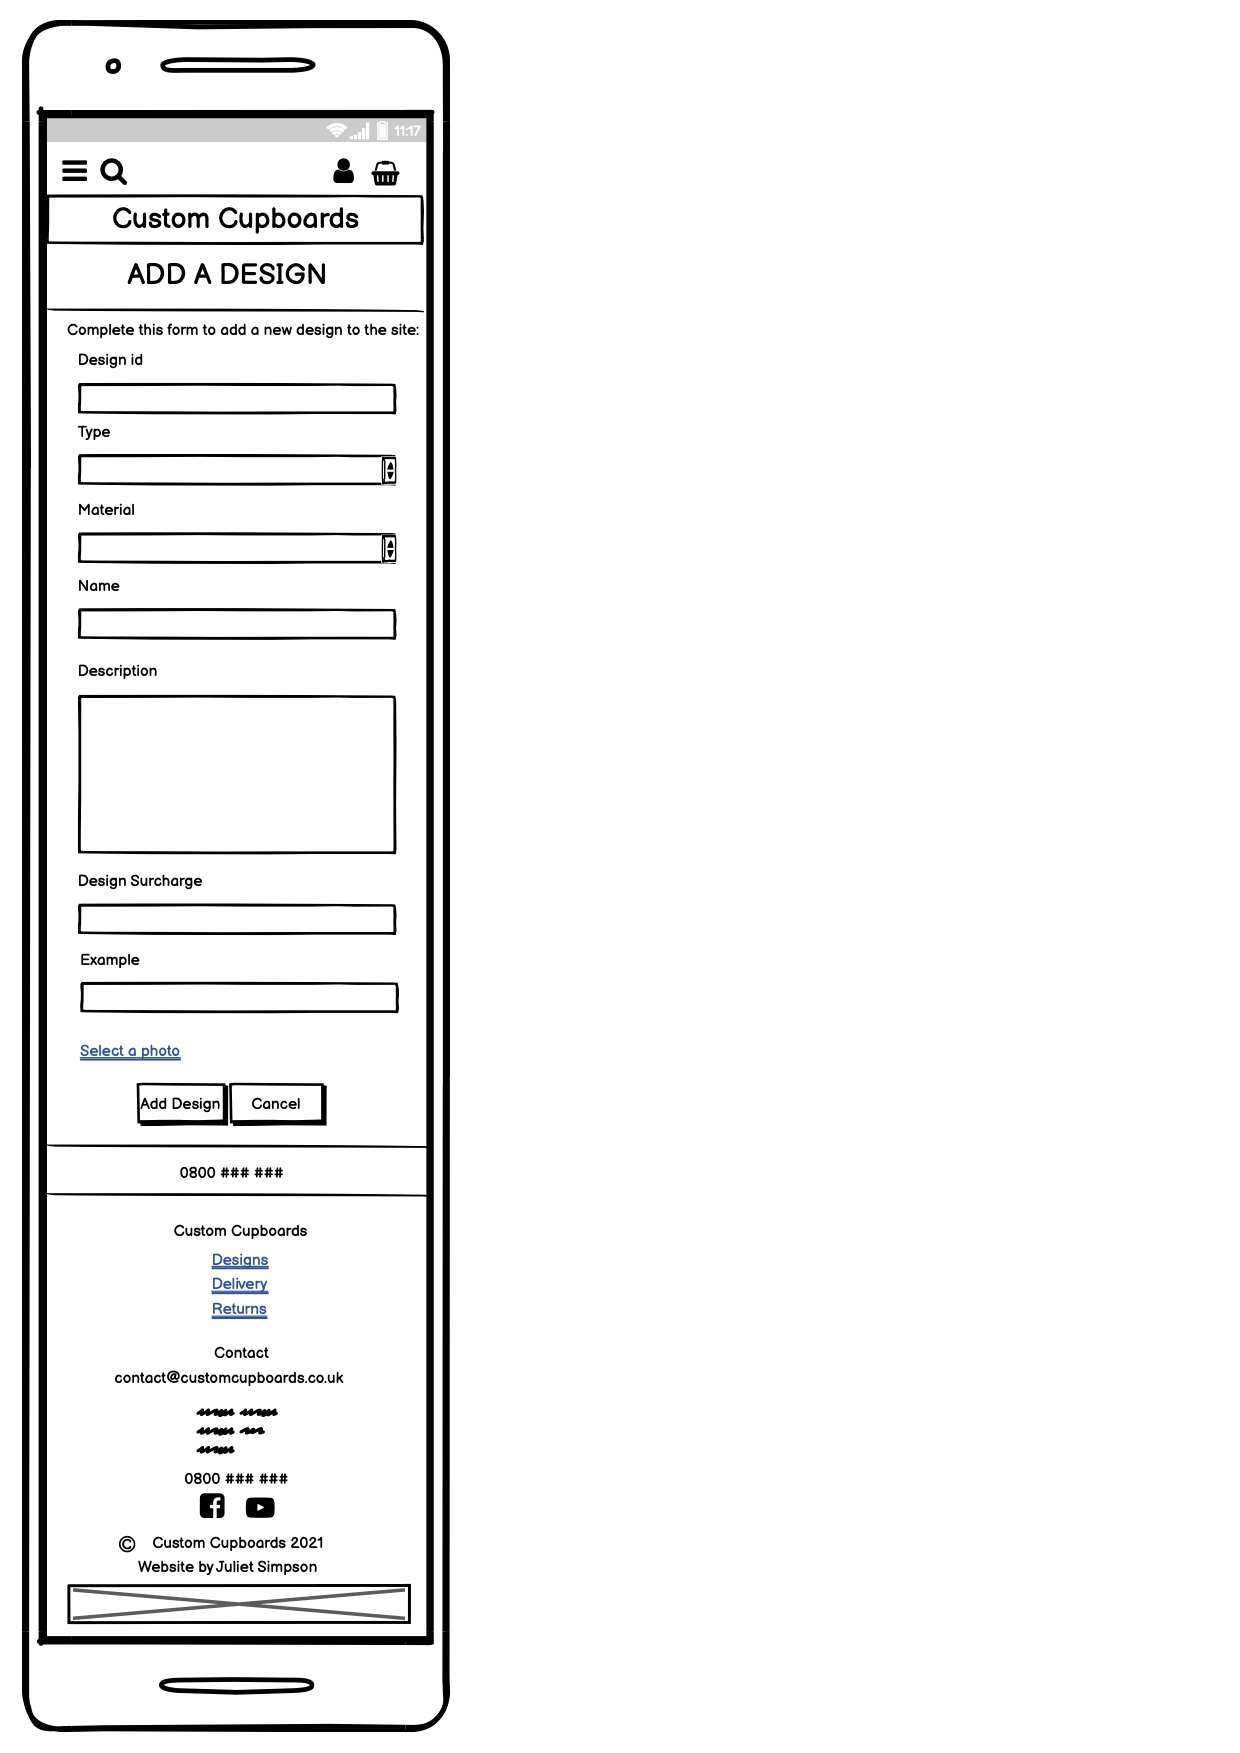 11:17
Custom Cupboards
ADD A DESIGN
Complete this form to add a new design to the site:
Design id
Type
Material
Name
Description
Design Surcharge
Example
Select a photo
Add Design Cancel
0800 ### ###
Custom Cupboards
Designs
Delivery
Returns
Contact
contact@customcupboards.co.uk
0800 ### ###
© Custom Cupboards 2021
Website by Juliet Simpson